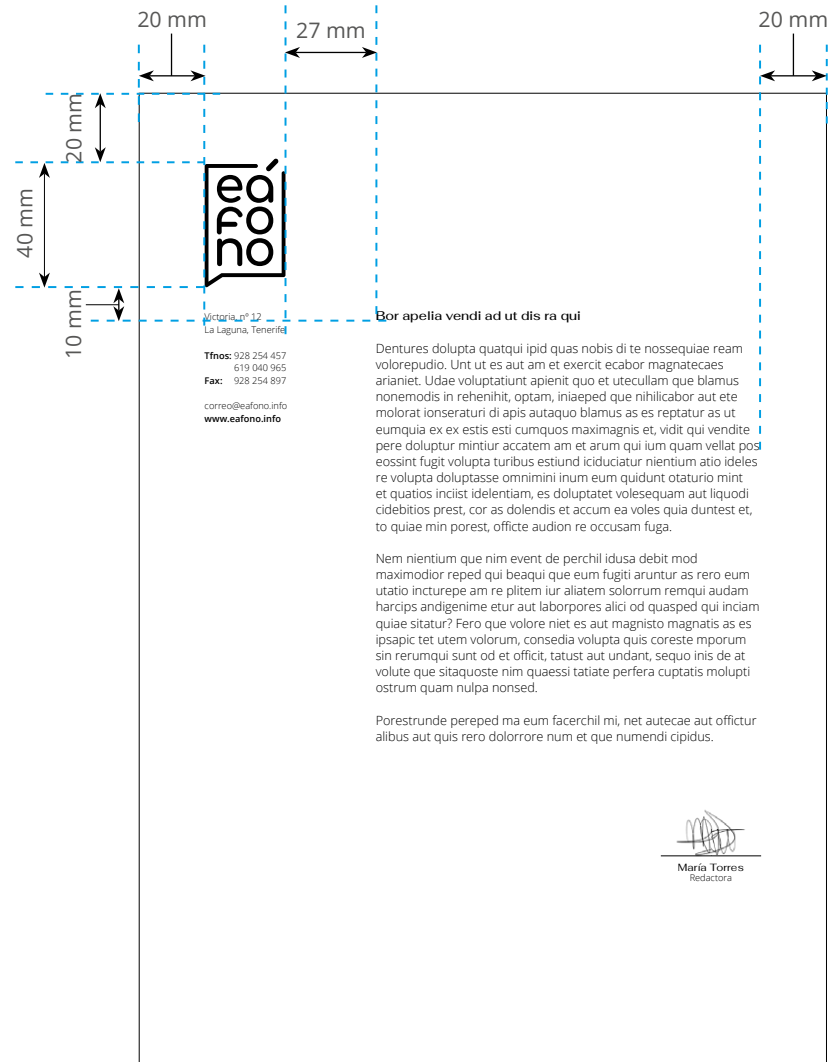 20 mm
27 mm
20 mm
20 mm
40 mm
10 mm
eá
fo
no
Victoria, nº 12
La Laguna, Tenerife
Tfnos: 928 254 457
619 040 965
Fax: 928 254 897
correo@eafono.info
www.eafono.info
Bor apelia vendi ad ut dis ra qui
Dentures dolupta quatqui ipid quas nobis di te nossequiae ream
volorepudio. Unt ut es aut am et exercit ecabor magnatecaes
arianiet. Udae voluptatiunt apienit quo et utecullam que blamus
nonemodis in rehenihit, optam, iniaeped que nihilicabor aut ete
molorat ionseraturi di apis autaquo blamus as es reptatur as ut
eumquia ex ex estis esti cumquos maximagnis et, vidit qui vendite
pere doluptur mintiur accatem am et arum qui ium quam vellat pos
eossint fugit volupta turibus estiund iciduciatur nientium atio ideles
re volupta doluptasse omnimini inum eum quidunt otaturio mint
et quatios inciist identiam, es doluptatet volesequam aut liquodi
cidebitios prest, cor as dolendis et accum ea voles quia duntest et,
to quiae min porest, officte audion re occusam fuga.
Nem nientium que nim event de perchil idusa debit mod
maximodior reped qui beaqui que eum fugiti aruntur as rero eum
utatio incturepe am re plitem iur aliatem solorrum remqui audam
harcips andigenime etur aut laborpores alici od quasped qui inciam
quiae sitatur? Fero que volore niet es aut magnisto magnatis as es
ipsapic tet utem volorum, consedia volupta quis coreste mporum
sin rerumqui sunt od et officit, tatust aut undant, sequo inis de at
volute que sitaquoste nim quaessi tatiate perfera cuptatis molupti
ostrum quam nulpa nonsed.
Porestrunde pereped ma eum facerchil mi, net autecae aut offictur
alibus aut quis rero dolorrore num et que numendi cipidus.
María Torres
Redactora